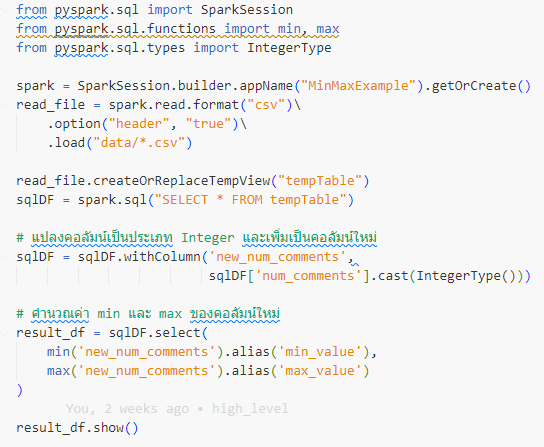 from pyspark.sql import SparkSession
from pyspark.sql.functions import min, max
from pyspark.sql.types import IntegerType
spark = SparkSession.builder.appName("MinMaxExample").getOrCreate()
read_file = spark.read.format("csv")\
.option("header", "true")\
.load("data/*.csv")
read_file.createOrReplaceTempView("tempTable")
sqlDF = spark.sql("SELECT * FROM tempTable")
# แปลงคอลัมน์เป็นประเภท Integer และเพิ่มเป็นคอลัมน์ใหม่
sqlDF = sqlDF.withColumn('new_num_comments',
sqlDF['num_comments'].cast(IntegerType()))
# คำนวณค่า min และ max ของคอลัมน์ใหม่
result_df = sqlDF.select(
min('new_num_comments').alias('min_value'),
max('new_num_comments').alias('max_value')
)
You, 2 weeks ago • high_level
result_df.show()